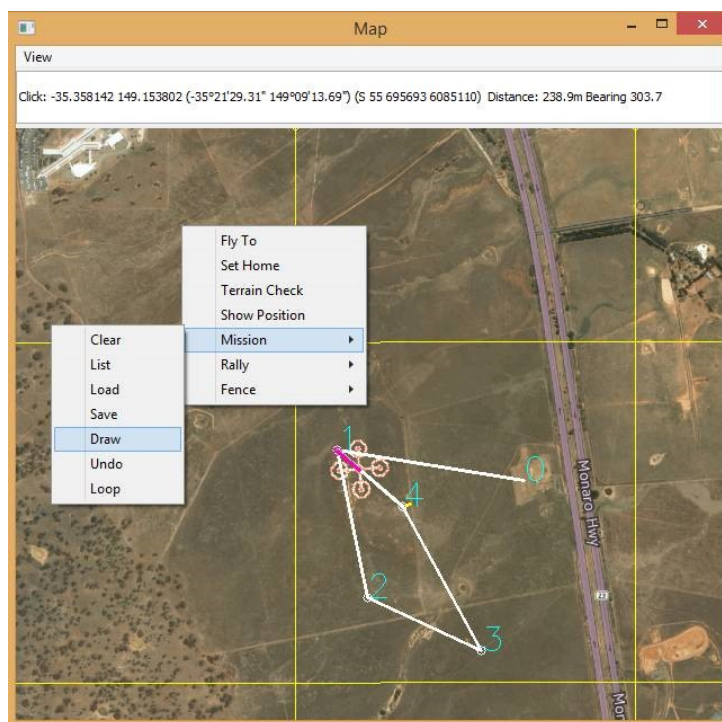 Map
View
Click: -35.358142 149.153802 (-35°21'29.31" 149°09'13.69") (S 55 695693 6085110) Distance: 238.9m Bearing 303.7
Fly To
Set Home
Terrain Check
Show Position
Mission
Rally
Fence
Clear
List
Load
Save
Draw
Undo
Loop
1
0
4
2
3
Monaro Hwy
23
Mon